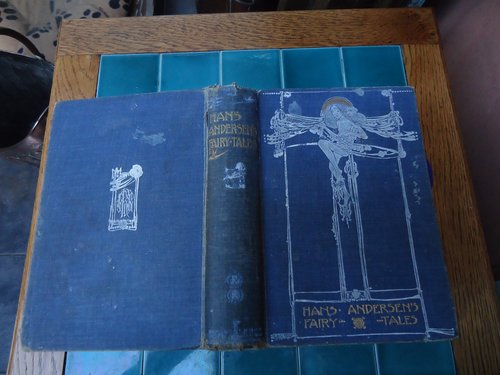 HANS
ANDERSEN'S
FAIRY·TALES
HANS · ANDERSEN'S
FAIRY TALES